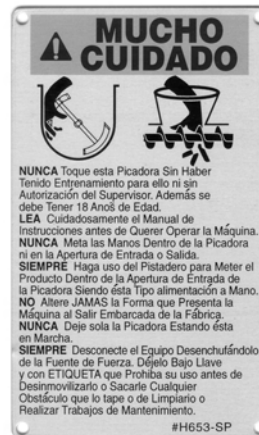 MUCHO
CUIDADO
NUNCA Toque esta Picadora Sin Haber
Tenido Entrenamiento para ello ni sin
Autorización del Supervisor. Además se
debe Tener 18 Anos de Edad.
LEA Cuidadosamente el Manual de
Instrucciones antes de Querer Operar la Máquina.
NUNCA Meta las Manos Dentro de la Picadora
ni en la Apertura de Entrada o Salida.
SIEMPRE Haga uso del Pistadero para Meter el
Producto Dentro de la Apertura de Entrada de
la Picadora Siendo ésta Tipo alimentación a Mano.
NO Altere JAMAS la Forma que Presenta la
Máquina al Salir Embarcada de la Fábrica.
NUNCA Deje sola la Picadora Estando ésta
en Marcha.
SIEMPRE Desconecte el Equipo Desenchufándolo
de la Fuente de Fuerza. Déjelo Bajo Llave
y con ETIQUETA que Prohiba su uso antes de
Desinmovilizarlo o Sacarle Cualquier
Obstáculo que lo tape o de Limpiarlo o
Realizar Trabajos de Mantenimiento.
#H653-SP